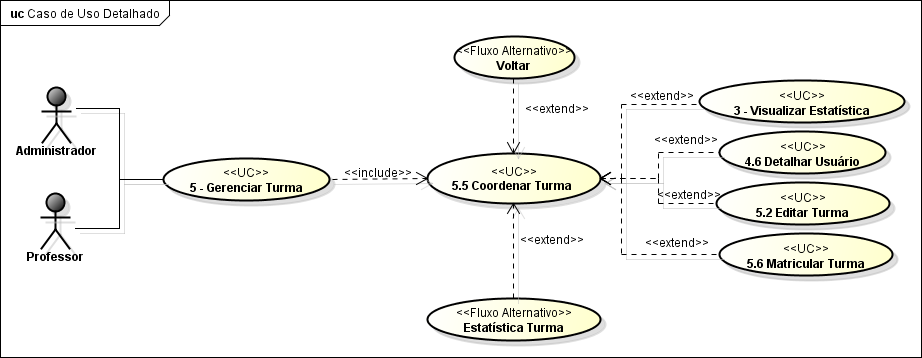 uc Caso de Uso Detalhado
<<Fluxo Alternativo>>
Voltar
<<extend>>
<<extend>>
<<UC>>
3 - Visualizar Estatística
Administrador
<<extend>>
<<UC>>
4.6 Detalhar Usuário
<<UC>>
5 - Gerenciar Turma
<<include>>
<<UC>>
5.5 Coordenar Turma
<<extend>>
<<UC>>
5.2 Editar Turma
Professor
<<extend>>
<<extend>>
<<UC>>
5.6 Matricular Turma
<<Fluxo Alternativo>>
Estatística Turma